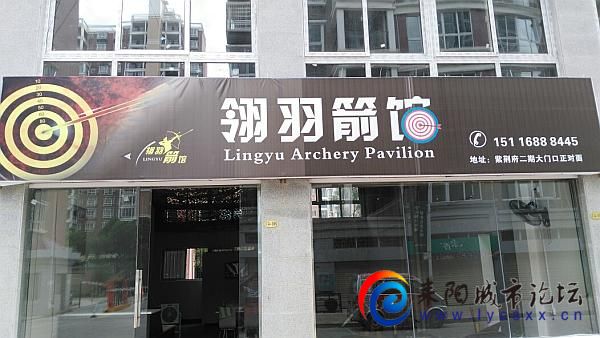 翎羽箭馆
Lingyu Archery Pavilion
翎羽箭馆
LINGYU
151 1688 8445
地址：紫荆府二期大门口正对面
耒阳城市论坛
www.lycsxx.cn